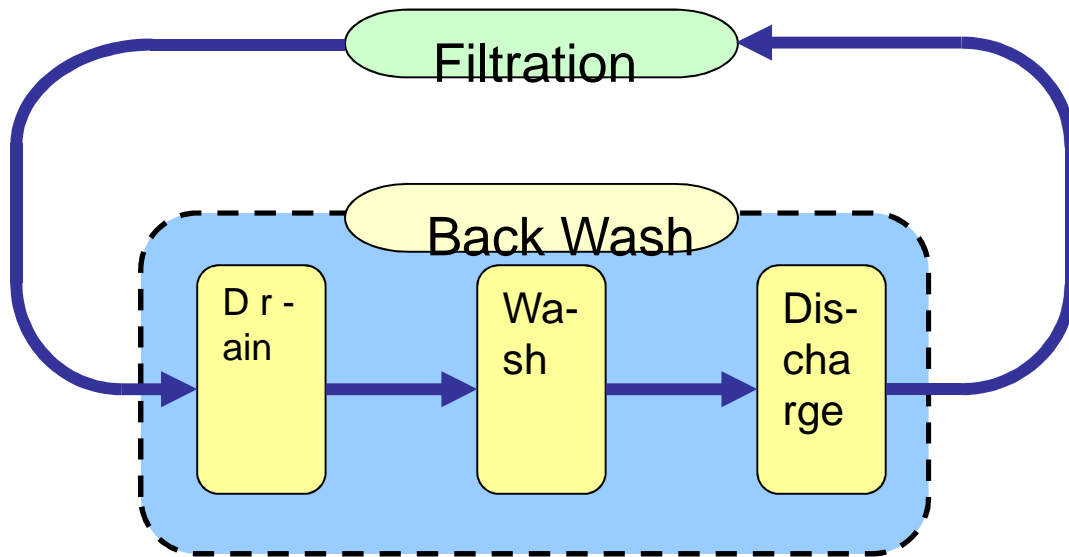 Filtration
Back Wash
D r -
ain
Wa-
sh
Dis-
cha
rge